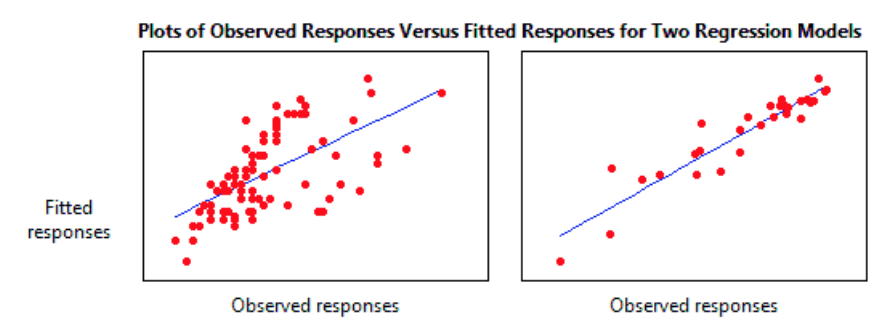 Plots of Observed Responses Versus Fitted Responses for Two Regression Models
Fitted
responses
Observed responses
Observed responses